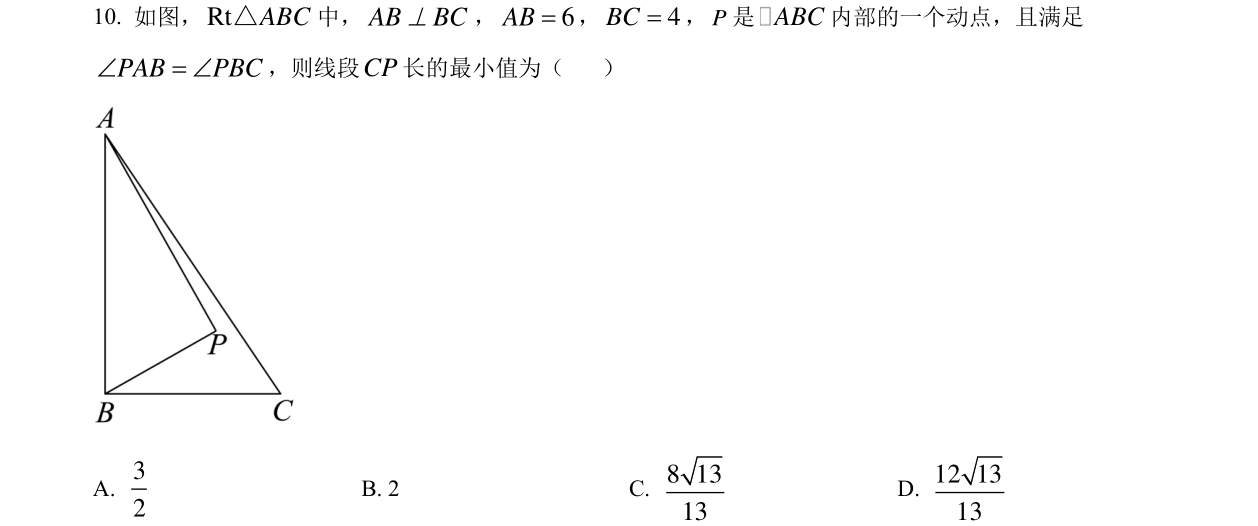 10. 如图，Rt△ABC 中，AB ⊥ BC，AB = 6，BC = 4，P 是 □ABC 内部的一个动点，且满足
∠PAB = ∠PBC，则线段 CP 长的最小值为（ ）
A
P
B
C
A. 3/2 B. 2 C. 8√13/13 D. 12√13/13